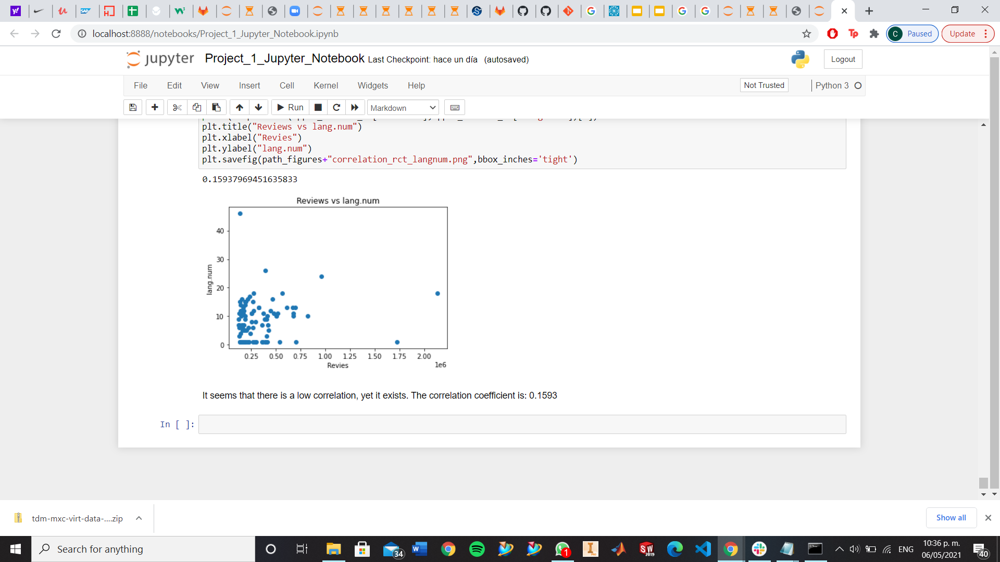 localhost:8888/notebooks/Project_1_Jupyter_Notebook.ipynb
C Paused
Update
jupyter Project_1_Jupyter_Notebook Last Checkpoint: hace un día (autosaved)
Logout
File Edit View Insert Cell Kernel Widgets Help
Not Trusted
Python 3
Run
Markdown
plt.title("Reviews vs lang.num")
plt.xlabel("Revies")
plt.ylabel("lang.num")
plt.savefig(path_figures+"correlation_rct_langnum.png",bbox_inches='tight')
0.15937969451635833
Reviews vs lang.num
40
30
20
10
0
lang.num
0.25 0.50 0.75 1.00 1.25 1.50 1.75 2.00
1e6
Revies
It seems that there is a low correlation, yet it exists. The correlation coefficient is: 0.1593
In [ ]:
tdm-mxc-virt-data-....zip
Show all
Search for anything
34
1
SW
2019
ENG
10:36 p. m.
06/05/2021
40